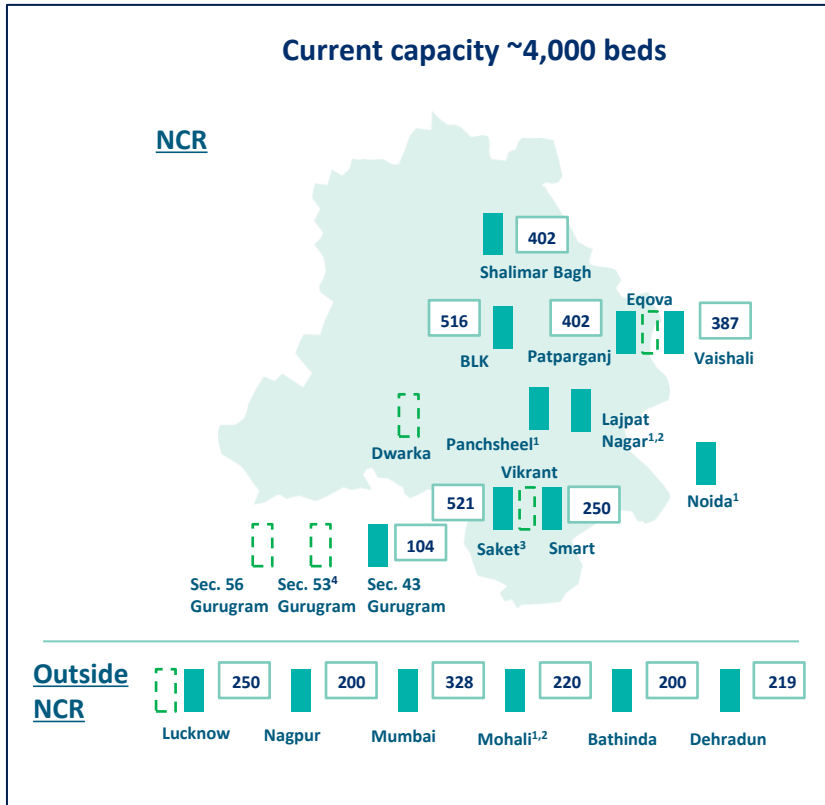 Current capacity ~4,000 beds
NCR
402
Shalimar Bagh
Eqova
516
402
387
BLK
Patparganj
Vaishali
Dwarka
Panchsheel¹
Lajpat
Nagar¹,²
Vikrant
Noida¹
521
250
Saket³
Smart
104
Sec. 56
Gurugram
Sec. 53⁴
Gurugram
Sec. 43
Gurugram
Outside
NCR
250
200
328
220
200
219
Lucknow
Nagpur
Mumbai
Mohali¹,²
Bathinda
Dehradun